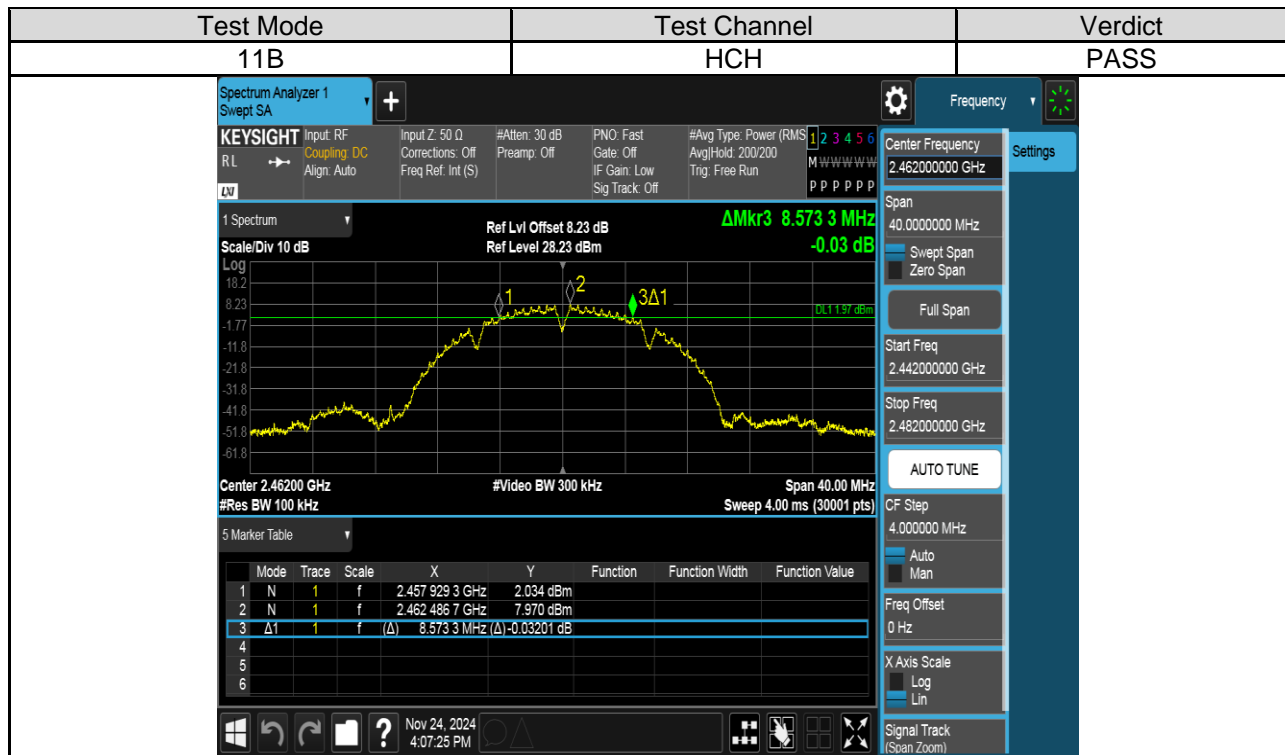 Test Mode Test Channel Verdict
11B HCH PASS
Spectrum Analyzer 1
Swept SA
+
Frequency
KEYSIGHT Input: RF Input Z: 50 Ω #Atten: 30 dB PNO: Fast #Avg Type: Power (RMS 1 2 3 4 5 6
RL Coupling: DC Corrections: Off Preamp: Off Gate: Off Avg|Hold: 200/200 M W W W W W
Align: Auto Freq Ref: Int (S) IF Gain: Low Trig: Free Run
LXI Sig Track: Off P P P P P P
1 Spectrum
Ref Lvl Offset 8.23 dB ΔMkr3 8.573 3 MHz
Scale/Div 10 dB Ref Level 28.23 dBm -0.03 dB
Log
18.2
8.23
-1.77
-11.8
-21.8
-31.8
-41.8
-51.8
-61.8
1
2
3Δ1
DL1 1.97 dBm
Center 2.46200 GHz #Video BW 300 kHz Span 40.00 MHz
#Res BW 100 kHz Sweep 4.00 ms (30001 pts)
5 Marker Table
Mode Trace Scale X Y Function Function Width Function Value
1 N 1 f 2.457 929 3 GHz 2.034 dBm
2 N 1 f 2.462 486 7 GHz 7.970 dBm
3 Δ1 1 f (Δ) 8.573 3 MHz (Δ) -0.03201 dB
4
5
6
?
Nov 24, 2024
4:07:25 PM
Center Frequency
2.462000000 GHz
Settings
Span
40.0000000 MHz
Swept Span
Zero Span
Full Span
Start Freq
2.442000000 GHz
Stop Freq
2.482000000 GHz
AUTO TUNE
CF Step
4.000000 MHz
Auto
Man
Freq Offset
0 Hz
X Axis Scale
Log
Lin
Signal Track
(Span Zoom)